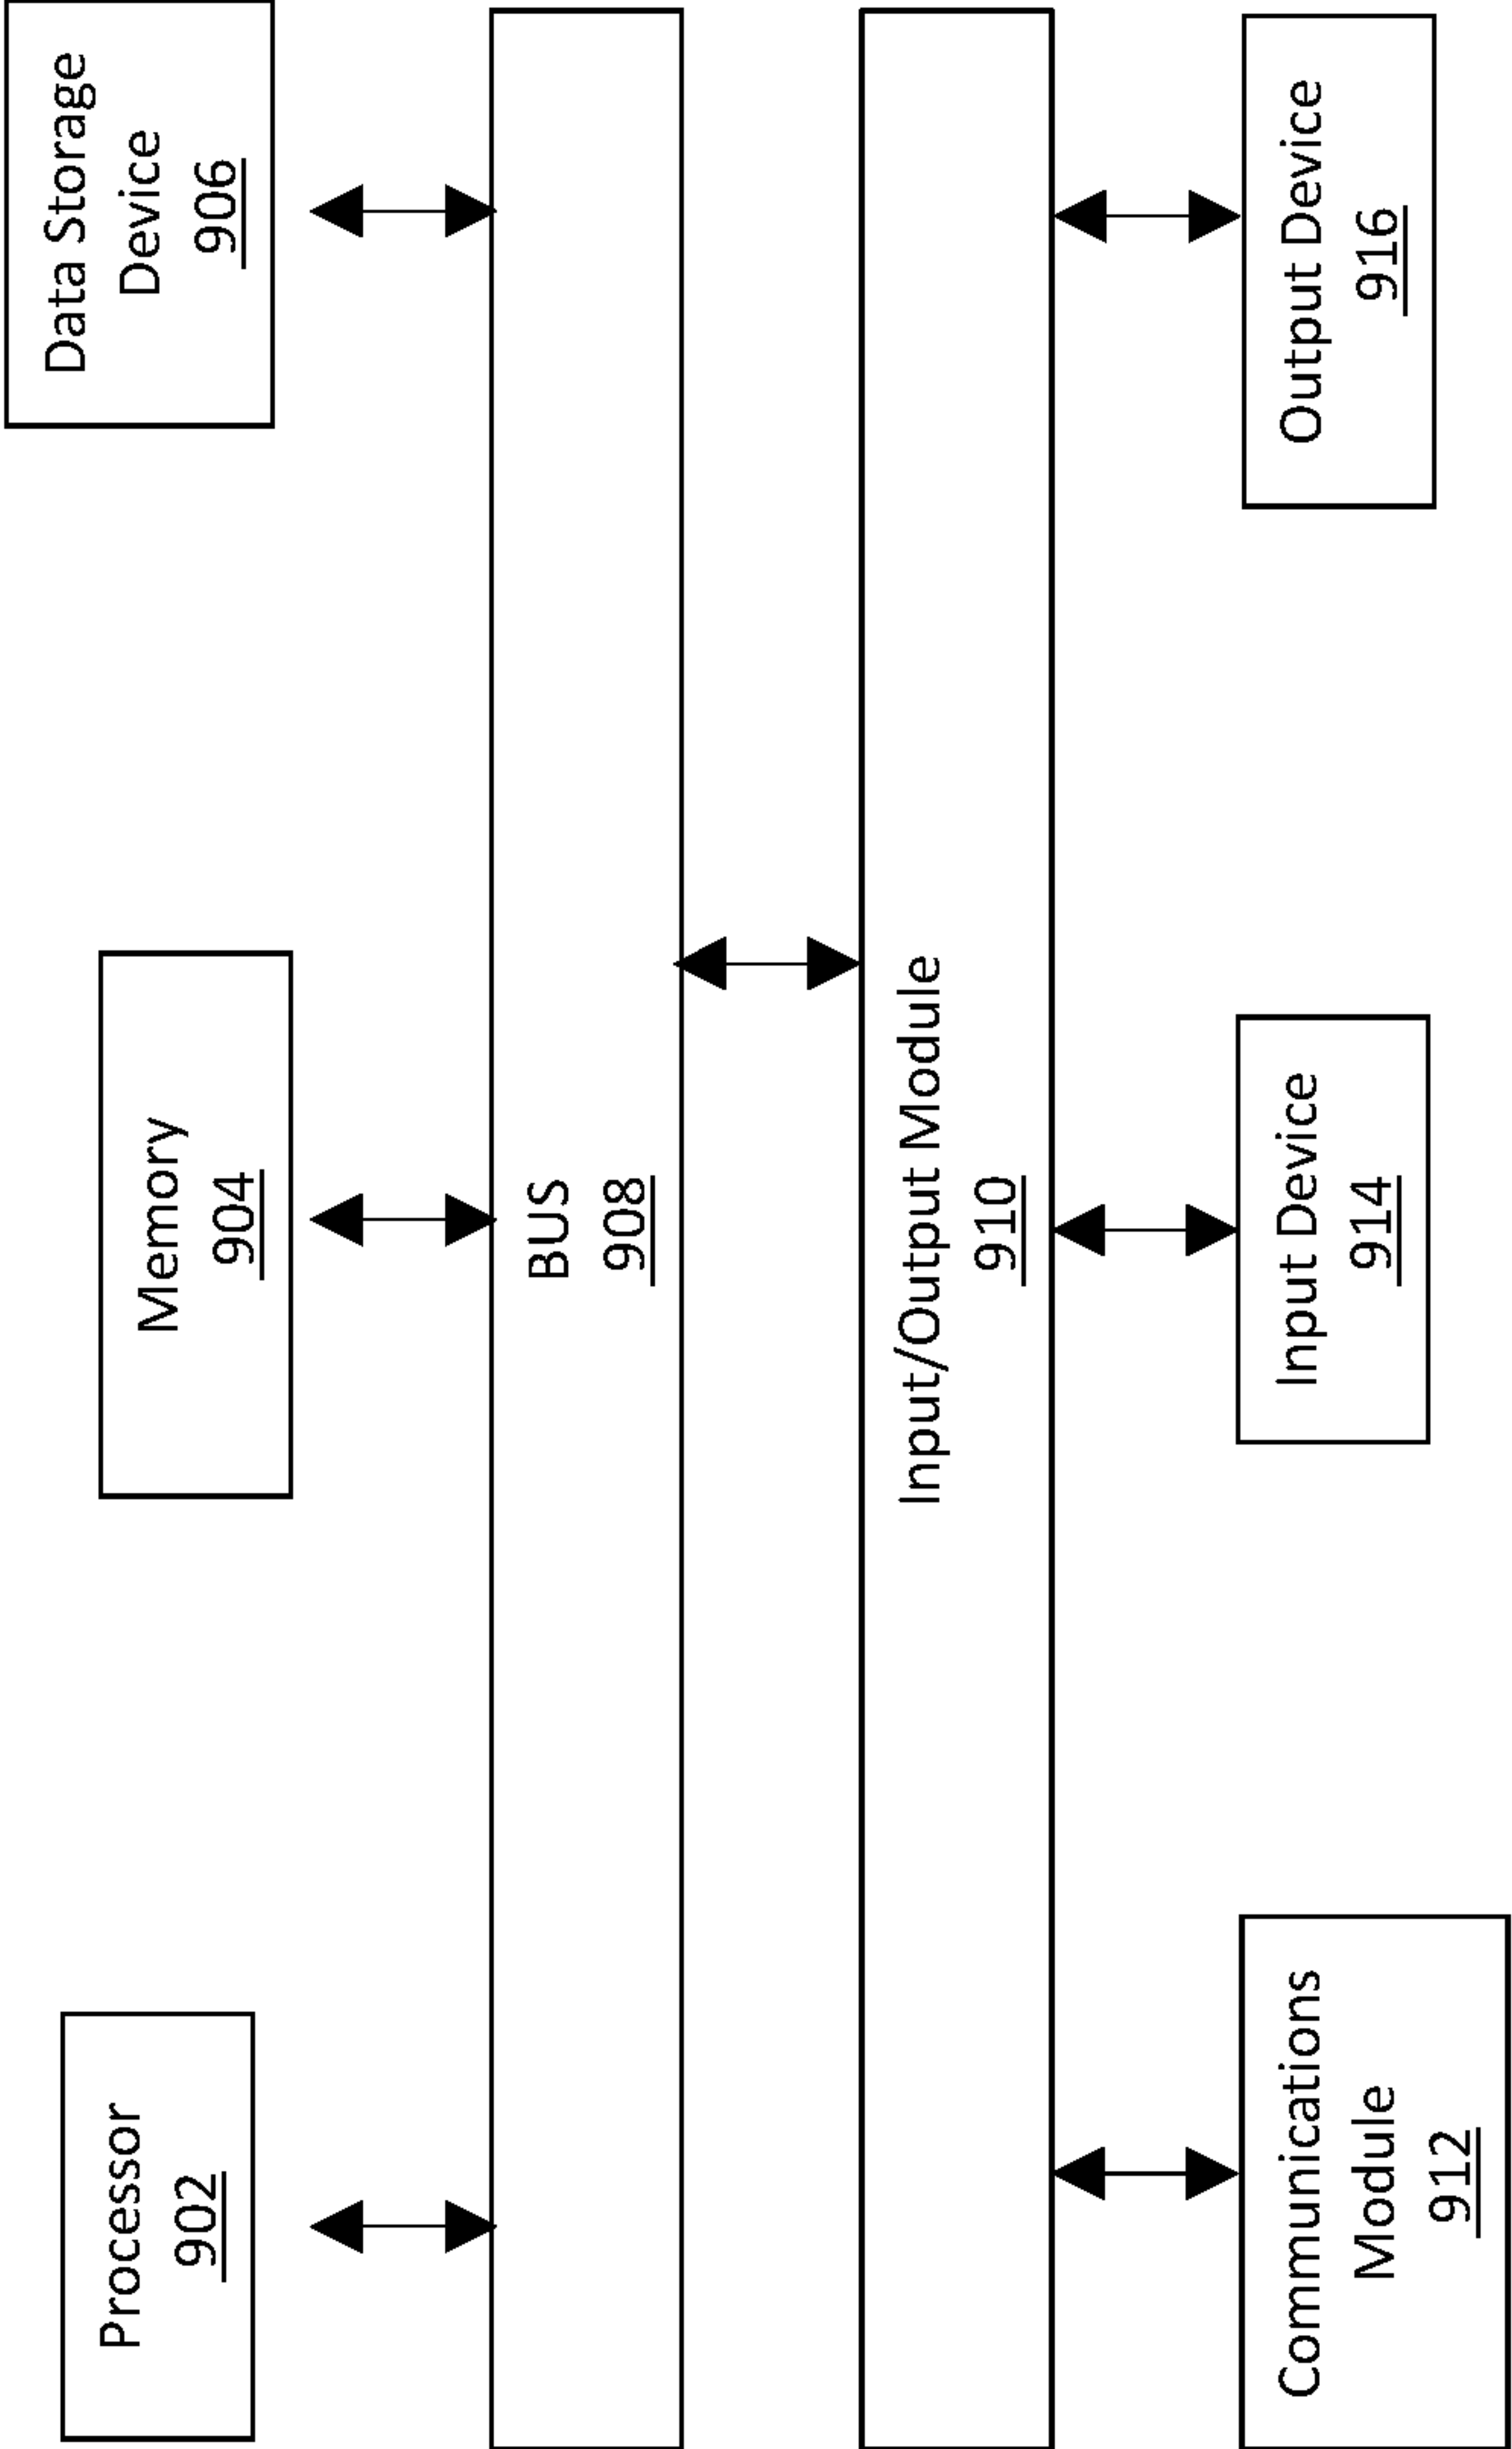 Processor
902
Memory
904
Data Storage
Device
906
BUS
908
Input/Output Module
910
Communications
Module
912
Input Device
914
Output Device
916